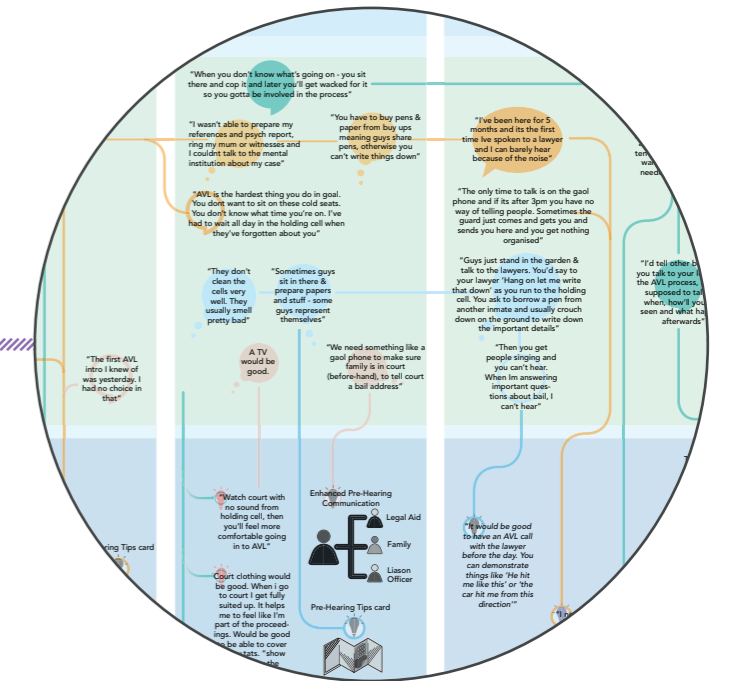 “When you don’t know what’s going on - you sit
there and cop it and later you’ll get wacked for it
so you gotta be involved in the process”
“I wasn’t able to prepare my
references and psych report,
ring my mum or witnesses and
I couldnt talk to the mental
institution about my case”
“You have to buy pens &
paper from buy ups
meaning guys share
pens, otherwise you
can’t write things down”
“I’ve been here for 5
months and its the first
time Ive spoken to a lawyer
and I can barely hear
because of the noise”
“AVL is the hardest thing you do in goal.
You dont want to sit on these cold seats.
You don’t know what time you’re on. I’ve
had to wait all day in the holding cell when
they’ve forgotten about you”
“The only time to talk is on the gaol
phone and if its after 3pm you have no
way of telling people. Sometimes the
guard just comes and gets you and
sends you here and you get nothing
organised”
“They don’t
clean the
cells very
well. They
usually smell
pretty bad”
“Sometimes guys
sit in there &
prepare papers
and stuff - some
guys represent
themselves”
“Guys just stand in the garden &
talk to the lawyers. You’d say to
your lawyer ‘Hang on let me write
that down’ as you run to the holding
cell. You ask to borrow a pen from
another inmate and usually crouch
down on the ground to write down
the important details”
“I’d tell other
you talk to your
the AVL process,
supposed to
when, how’ll you
seen and what
afterwards”
“The first AVL
intro I knew of
was yesterday. I
had no choice in
that”
A TV
would be
good.
“We need something like a
gaol phone to make sure
family is in court
(before-hand), to tell court
a bail address”
“Then you get
people singing and
you can’t hear.
When Im answering
important ques-
tions about bail, I
can’t hear”
“Watch court with
no sound from
holding cell, then
you’ll feel more
comfortable going
in to AVL”
Enhanced Pre-Hearing
Communication
Legal Aid
Family
Liason
Officer
“It would be good
to have an AVL call
with the lawyer
before the day. You
can demonstrate
things like ‘He hit
me like this’ or ‘the
car hit me from this
direction’”
Tips card
Court clothing would
be good. When i go
to court I get fully
suited up. It helps
me to feel like I’m
part of the proceed-
ings. Would be good
to be able to cover
“show
the
Pre-Hearing Tips card